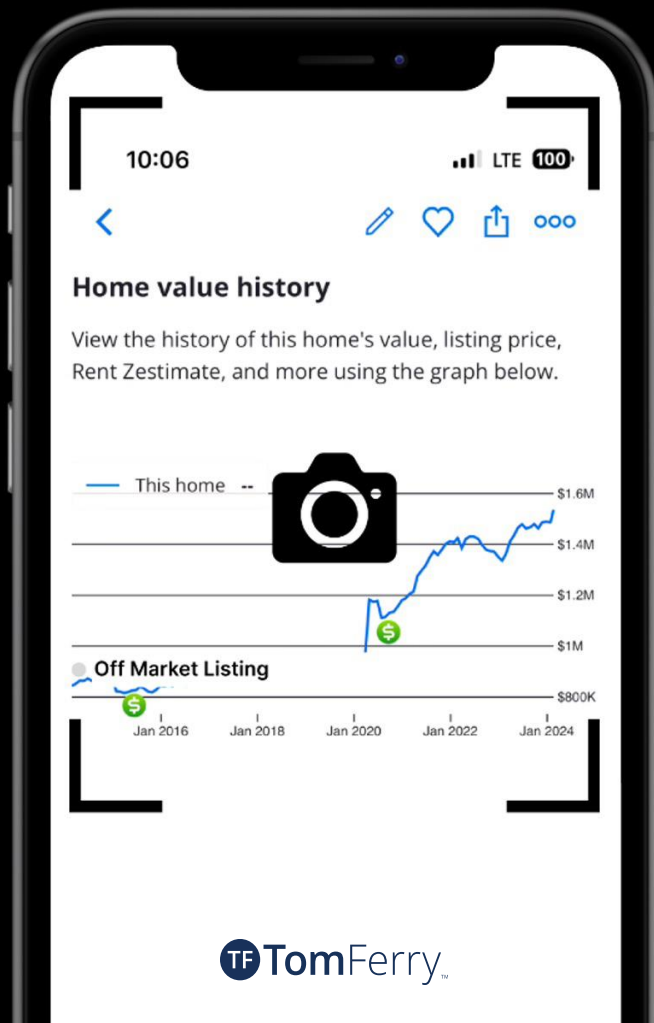 10:06
LTE 100
Home value history
View the history of this home's value, listing price,
Rent Zestimate, and more using the graph below.
This home --
$1.6M
$1.4M
$1.2M
$
$1M
Off Market Listing
$800K
$
Jan 2016 Jan 2018 Jan 2020 Jan 2022 Jan 2024
TF TomFerry™